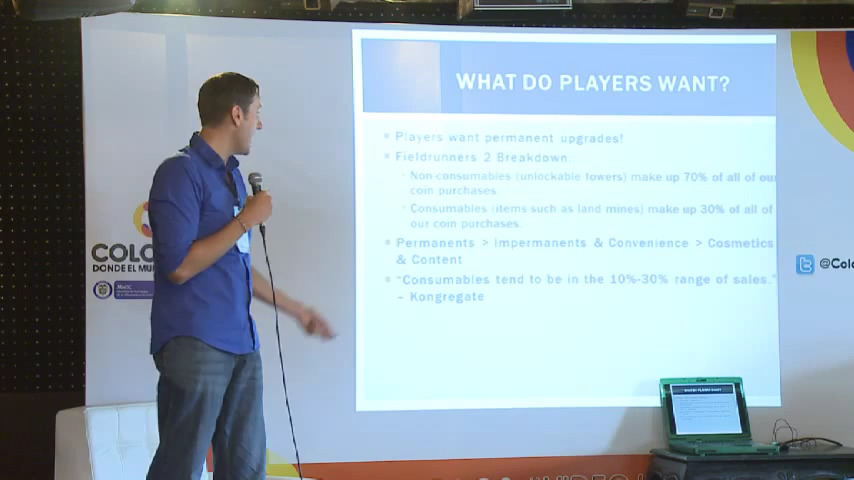 WHAT DO PLAYERS WANT?
Players want permanent upgrades!
Fieldrunners 2 Breakdown:
Non-consumables (unlockable towers) make up 70% of all of our
coin purchases.
Consumables (items such as land mines) make up 30% of all of
our coin purchases.
Permanents > Impermanents & Convenience > Cosmetics
& Content
"Consumables tend to be in the 10%-30% range of sales."
– Kongregate
COLO
DONDE EL MU
@Colo